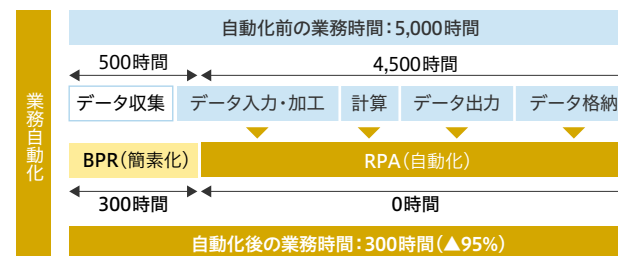 業務自動化
自動化前の業務時間：5,000時間
500時間 4,500時間
データ収集 データ入力・加工 計算 データ出力 データ格納
BPR（簡素化） RPA（自動化）
300時間 0時間
自動化後の業務時間：300時間（▲95%）